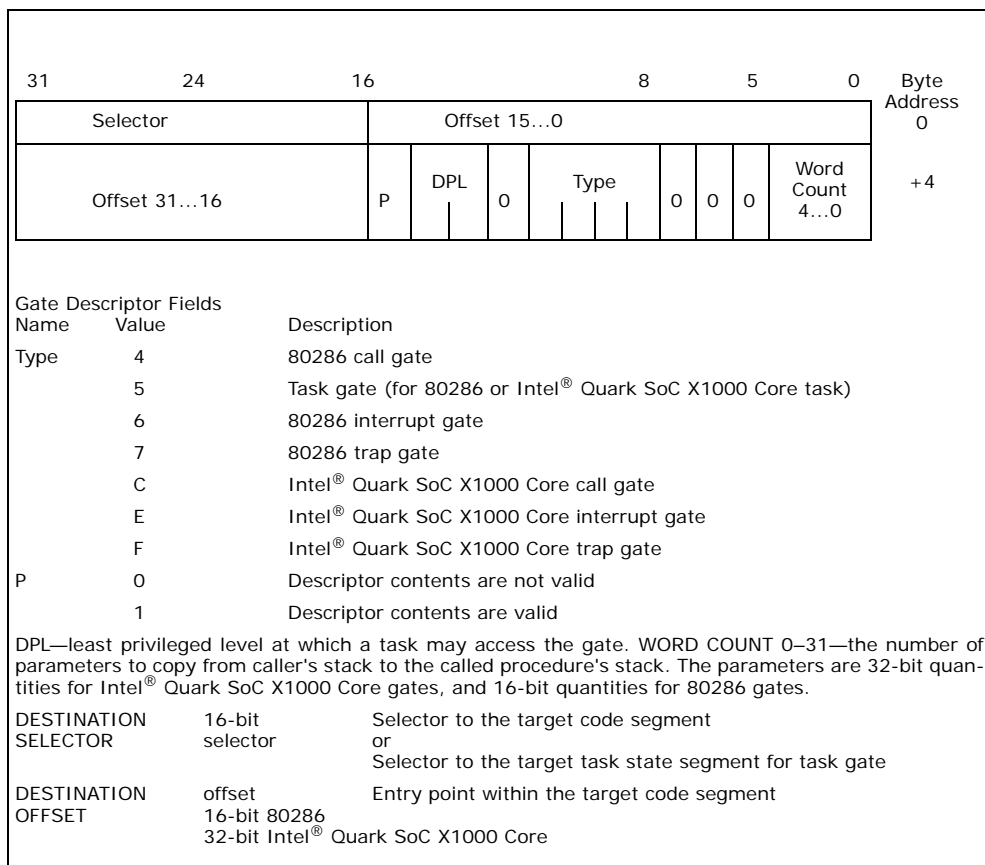 31 24 16 8 5 0 Byte Address
Selector Offset 15...0 0
Offset 31...16 P DPL 0 Type 0 0 0 Word Count 4...0 +4
Gate Descriptor Fields
Name Value Description
Type 4 80286 call gate
5 Task gate (for 80286 or Intel® Quark SoC X1000 Core task)
6 80286 interrupt gate
7 80286 trap gate
C Intel® Quark SoC X1000 Core call gate
E Intel® Quark SoC X1000 Core interrupt gate
F Intel® Quark SoC X1000 Core trap gate
P 0 Descriptor contents are not valid
1 Descriptor contents are valid
DPL—least privileged level at which a task may access the gate. WORD COUNT 0–31—the number of
parameters to copy from caller's stack to the called procedure's stack. The parameters are 32-bit quan-
tities for Intel® Quark SoC X1000 Core gates, and 16-bit quantities for 80286 gates.
DESTINATION 16-bit Selector to the target code segment
SELECTOR selector or
Selector to the target task state segment for task gate
DESTINATION offset Entry point within the target code segment
OFFSET 16-bit 80286
32-bit Intel® Quark SoC X1000 Core